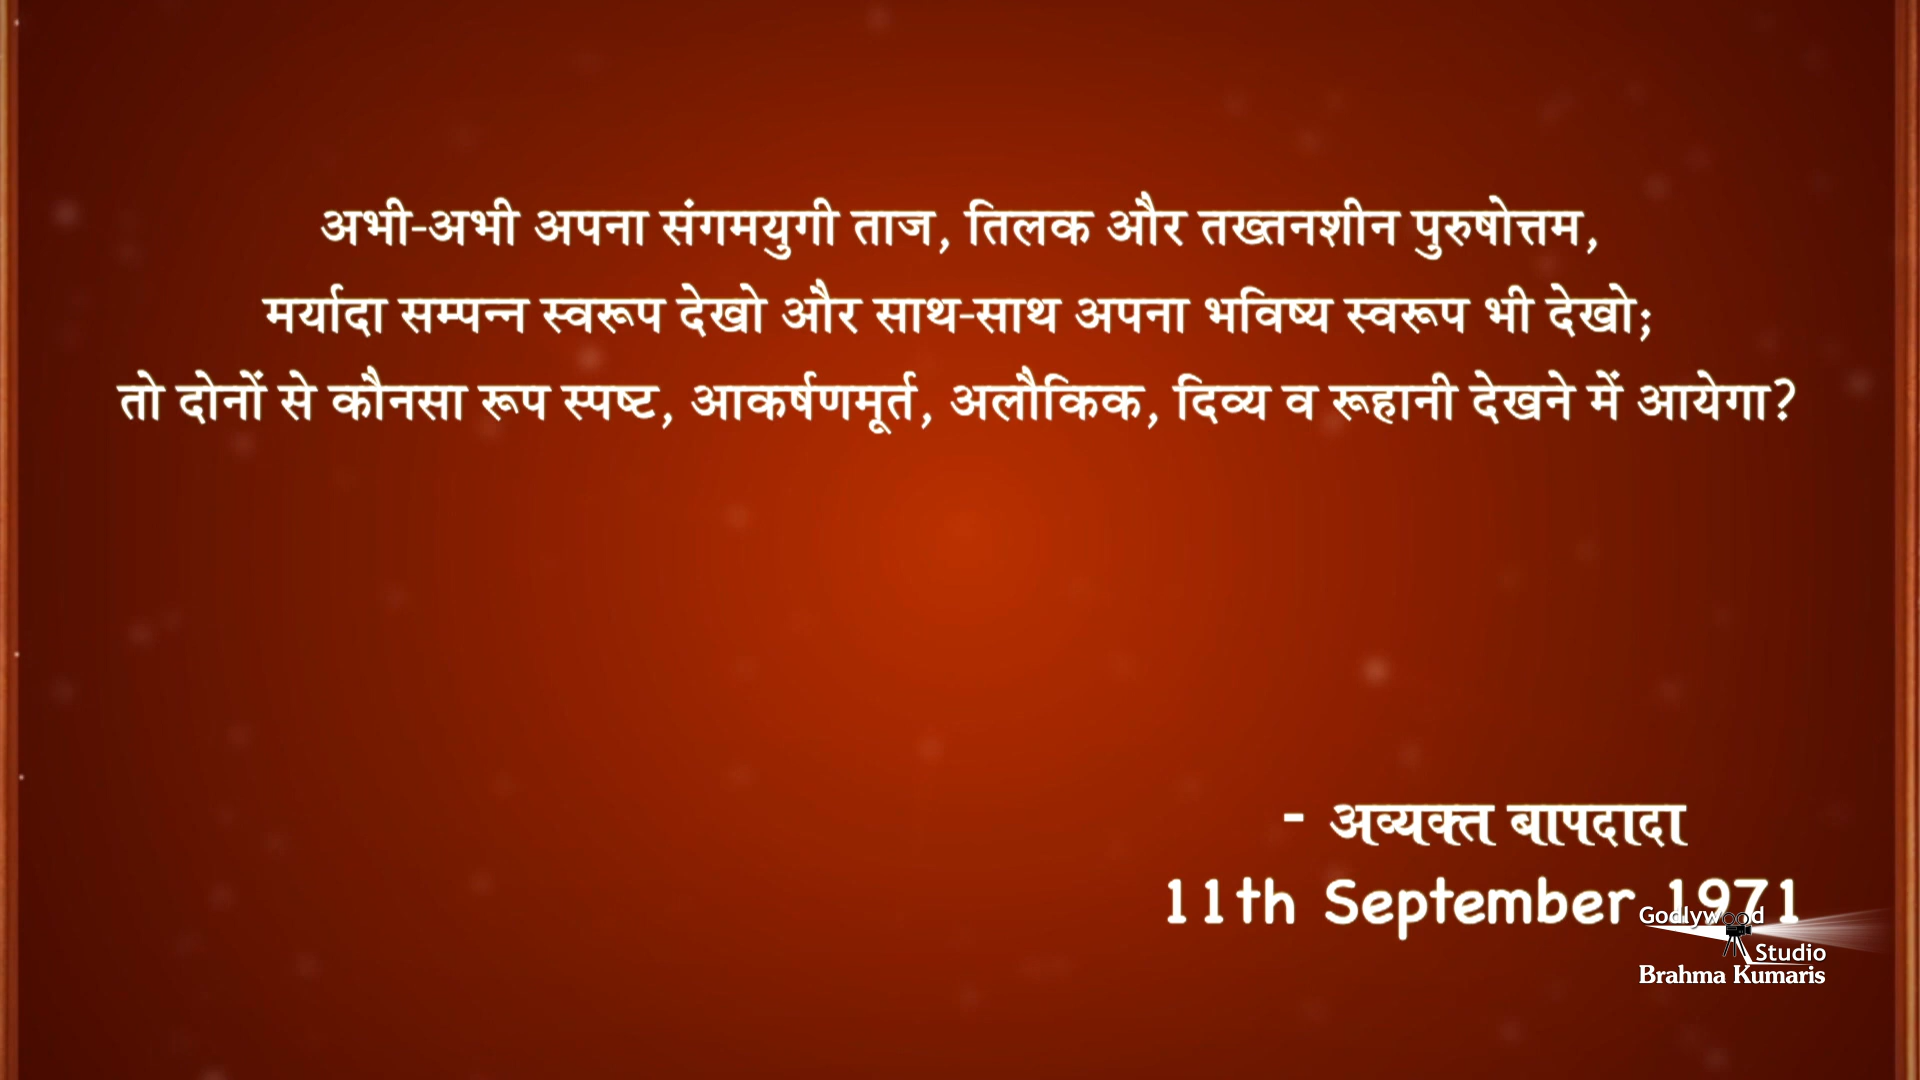 अभी-अभी अपना संगमयुगी ताज, तिलक और तख्तनशीन पुरुषोत्तम,
मर्यादा सम्पन्न स्वरूप देखो और साथ-साथ अपना भविष्य स्वरूप भी देखो;
तो दोनों से कौनसा रूप स्पष्ट, आकर्षणमूर्त, अलौकिक, दिव्य व रूहानी देखने में आयेगा?
- अव्यक्त बापदादा
11th September 1971
Godlywood
Studio
Brahma Kumaris